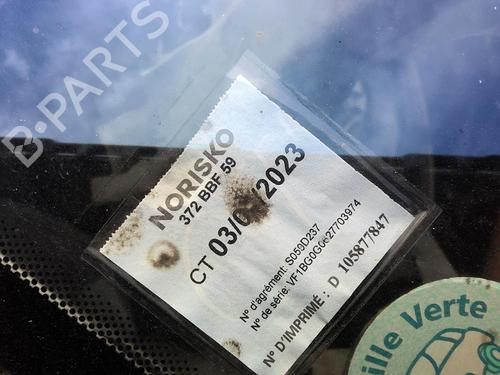 B-PARTS
NORISKO
372 BBF 59
CT 03/0 /2023
N° d'agrément: S059D237
N° de série: VF1BG0G0627703974
N° D'IMPRIMÉ : D 105877847
ille Verte